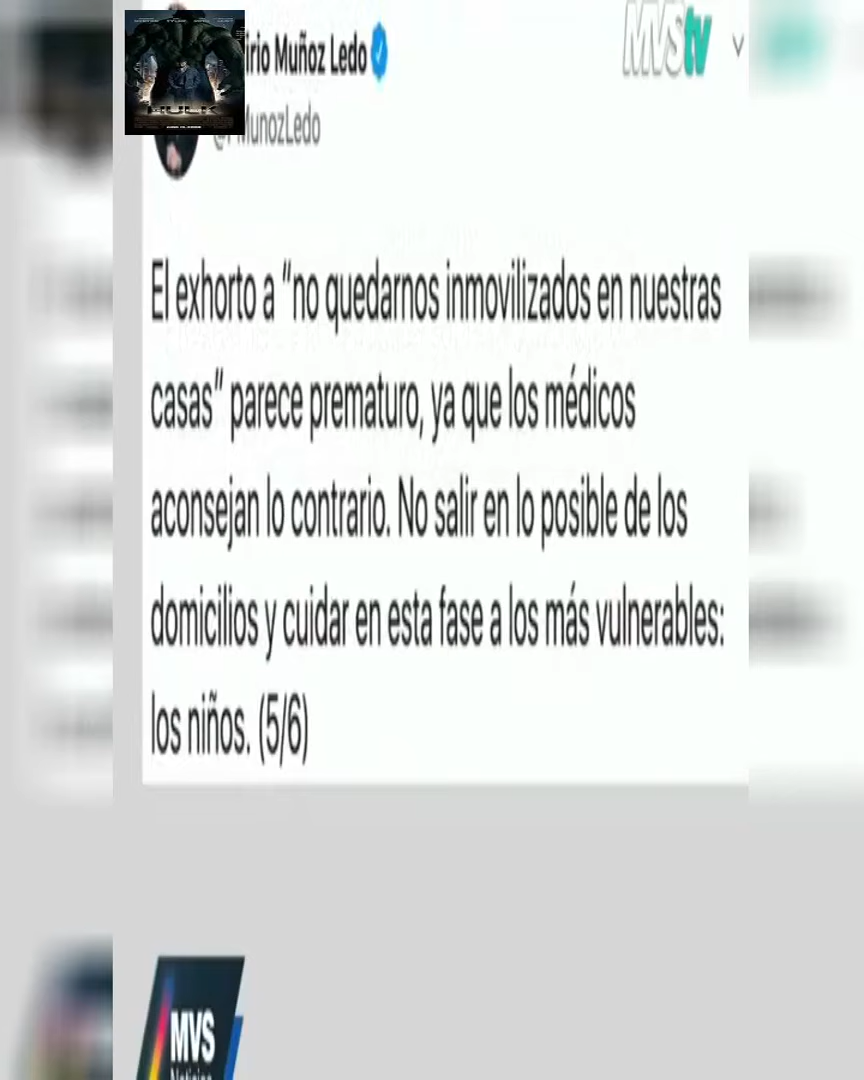 MVStv
irio Muñoz Ledo
MunozLedo
HULK
El exhorto a “no quedarnos inmovilizados en nuestras
casas” parece prematuro, ya que los médicos
aconsejan lo contrario. No salir en lo posible de los
domicilios y cuidar en esta fase a los más vulnerables:
los niños. (5/6)
MVS
Noticias